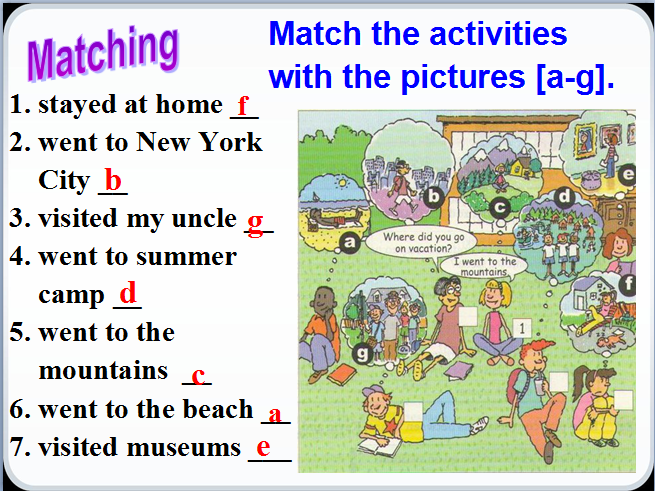 Matching
Match the activities
with the pictures [a-g].
1. stayed at home f
2. went to New York
City b
3. visited my uncle g
4. went to summer
camp d
5. went to the
mountains c
6. went to the beach a
7. visited museums e
a
b
c
d
e
f
g
Where did you go
on vacation?
I went to the
mountains.
1